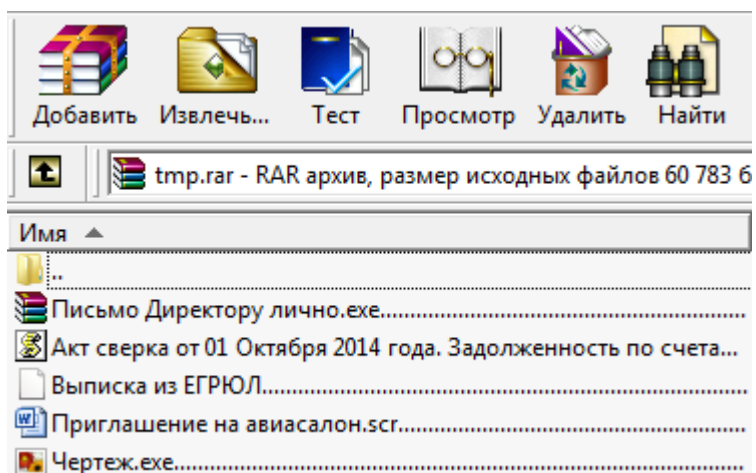 Добавить Извлечь... Тест Просмотр Удалить Найти
tmp.rar - RAR архив, размер исходных файлов 60 783 6
Имя
..
Письмо Директору лично.exe........................................................................
Акт сверка от 01 Октября 2014 года. Задолженность по счета...
Выписка из ЕГРЮЛ........................................................................................
Приглашение на авиасалон.scr....................................................................
Чертеж.exe....................................................................................................